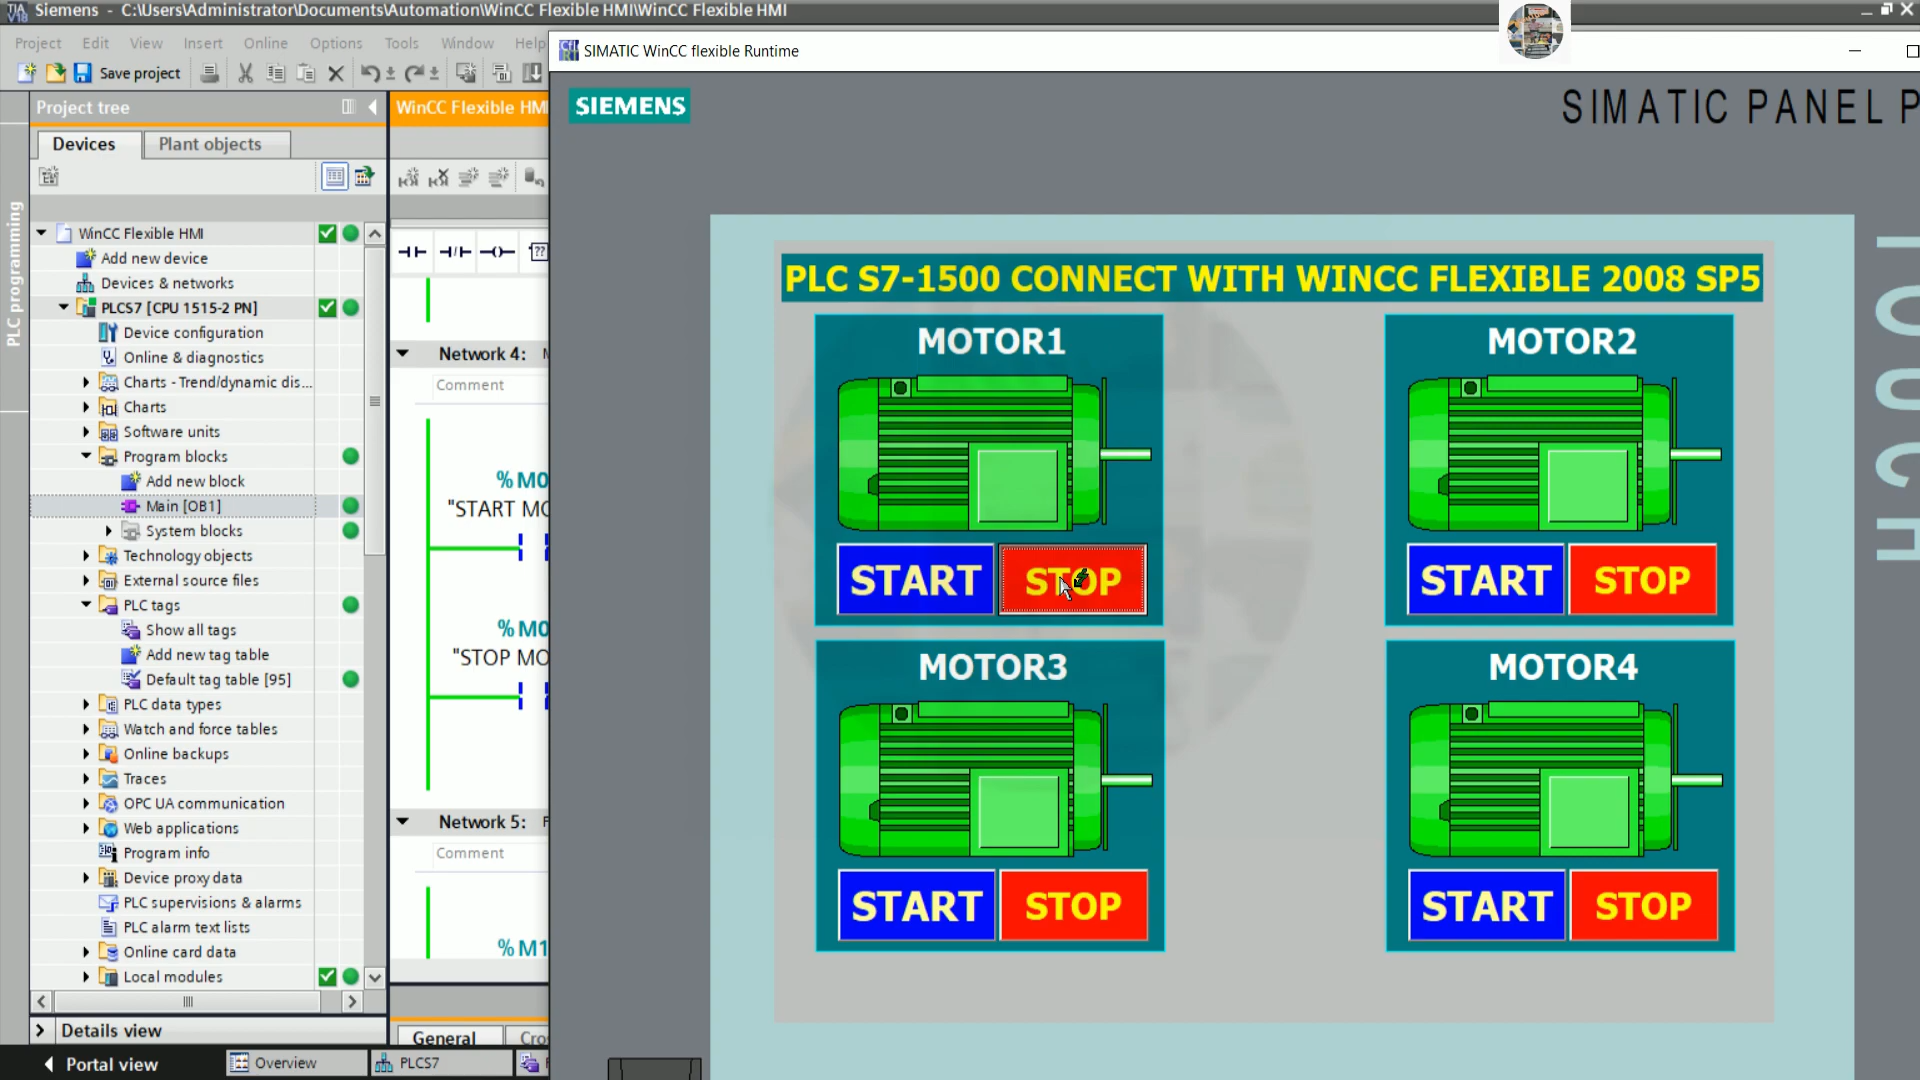 Siemens - C:\Users\Administrator\Documents\Automation\WinCC Flexible HMI\WinCC Flexible HMI
Project Edit View Insert Online Options Tools Window Help
Save project
SIMATIC WinCC flexible Runtime
Project tree
WinCC Flexible HMI
SIEMENS
SIMATIC PANEL P
TOUCH
Devices
Plant objects
PLC programming
WinCC Flexible HMI
Add new device
Devices & networks
PLCS7 [CPU 1515-2 PN]
Device configuration
Online & diagnostics
Charts - Trend/dynamic dis...
Charts
Software units
Program blocks
Add new block
Main [OB1]
System blocks
Technology objects
External source files
PLC tags
Show all tags
Add new tag table
Default tag table [95]
PLC data types
Watch and force tables
Online backups
Traces
OPC UA communication
Web applications
Program info
Device proxy data
PLC supervisions & alarms
PLC alarm text lists
Online card data
Local modules
Details view
Portal view
Overview
PLCS7
??
Network 4:
Comment
%M0
"START MO
%M0
"STOP MO
Network 5:
Comment
%M1
General
Cro
PLC S7-1500 CONNECT WITH WINCC FLEXIBLE 2008 SP5
MOTOR1
START STOP
MOTOR2
START STOP
MOTOR3
START STOP
MOTOR4
START STOP